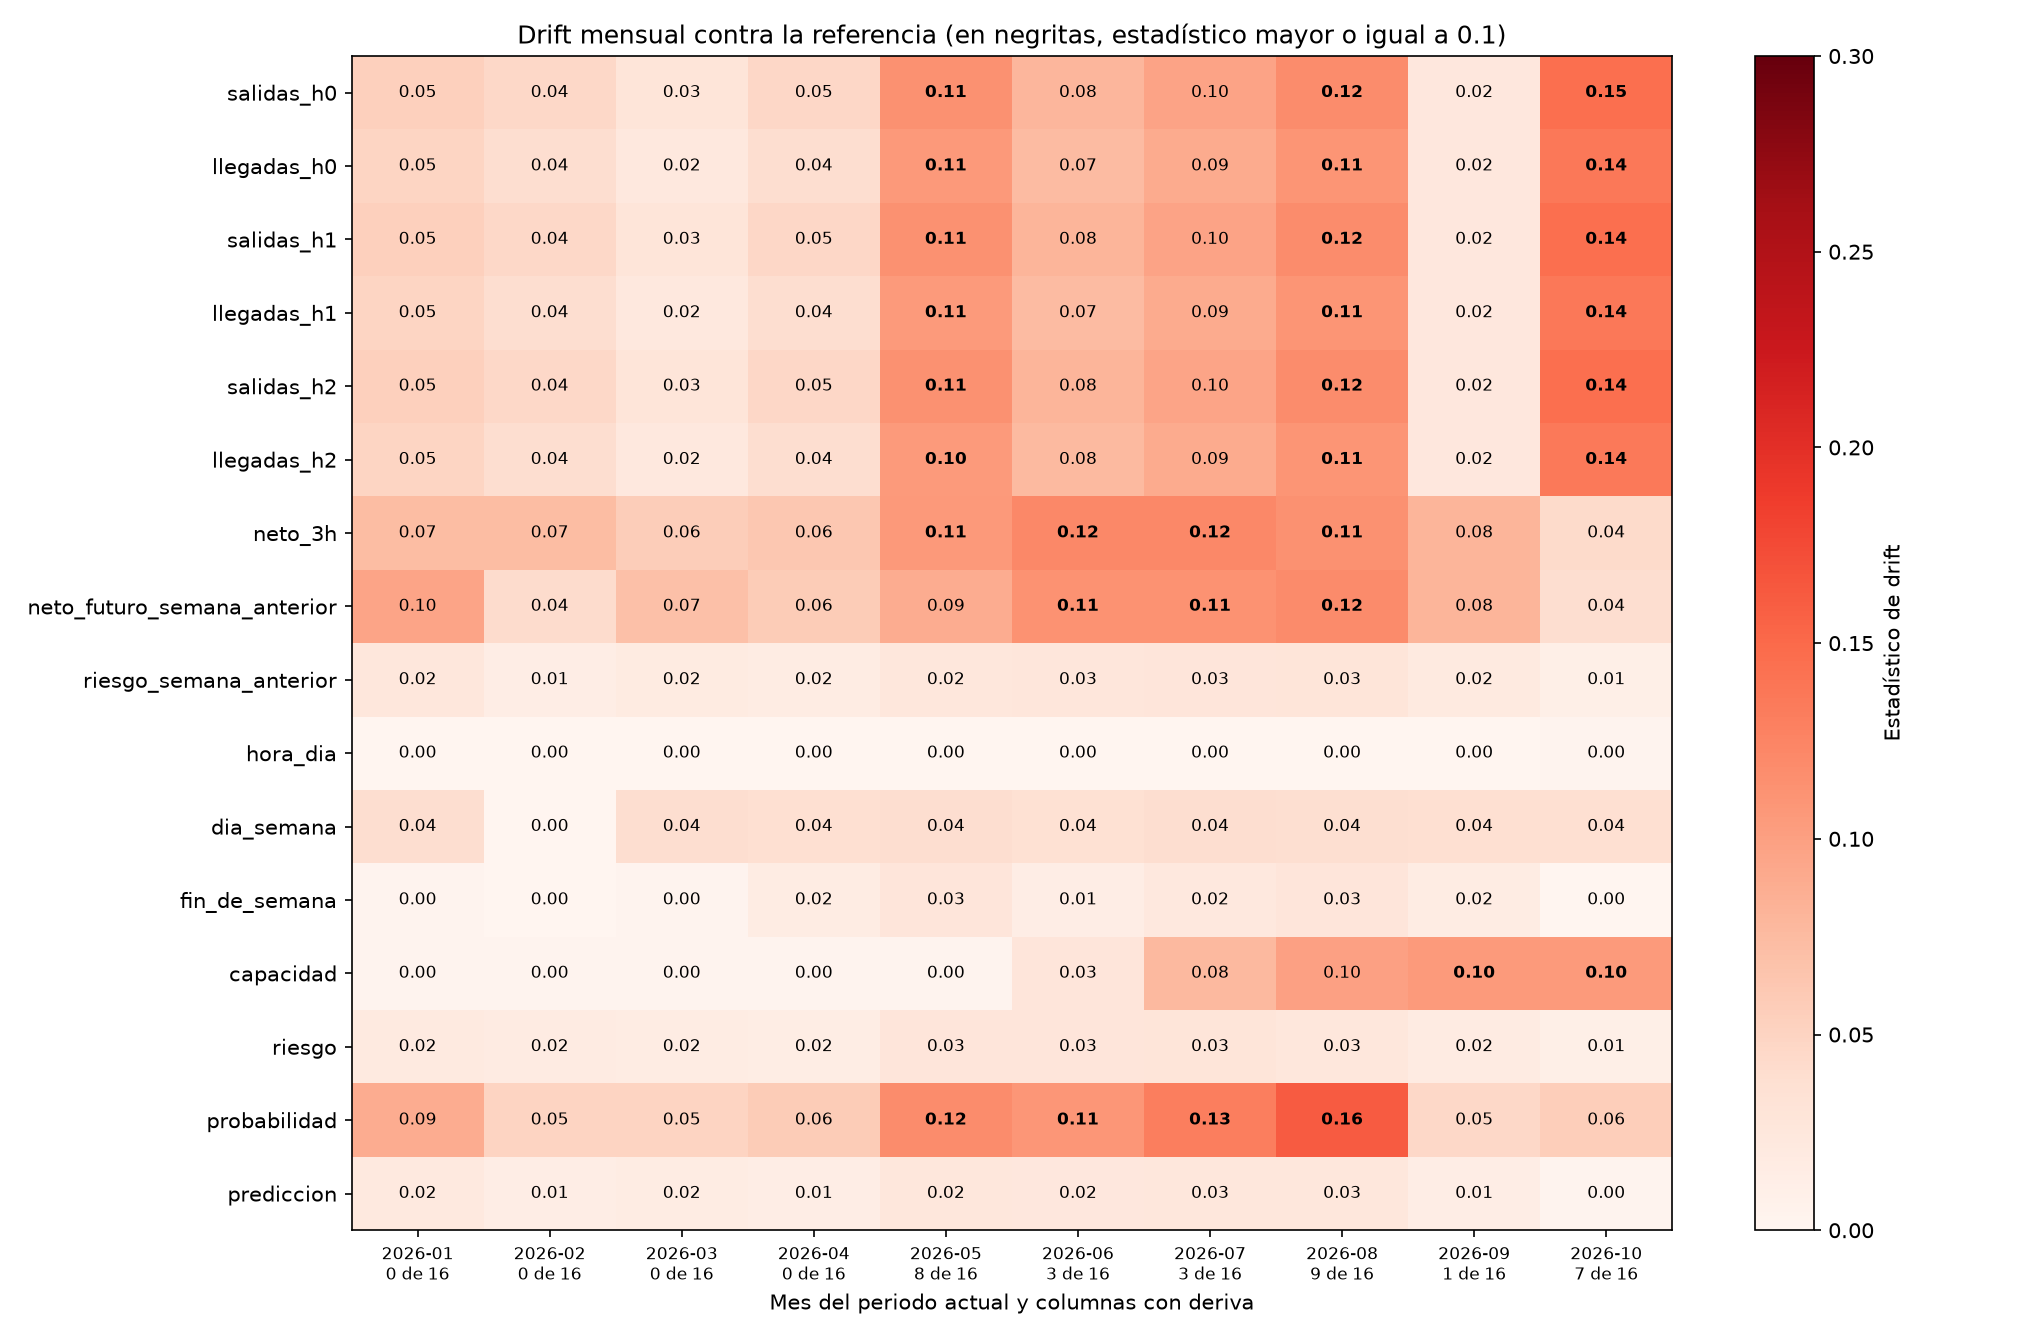 Drift mensual contra la referencia (en negritas, estadístico mayor o igual a 0.1)
salidas_h0 0.05 0.04 0.03 0.05 0.11 0.08 0.10 0.12 0.02 0.15
llegadas_h0 0.05 0.04 0.02 0.04 0.11 0.07 0.09 0.11 0.02 0.14
salidas_h1 0.05 0.04 0.03 0.05 0.11 0.08 0.10 0.12 0.02 0.14
llegadas_h1 0.05 0.04 0.02 0.04 0.11 0.07 0.09 0.11 0.02 0.14
salidas_h2 0.05 0.04 0.03 0.05 0.11 0.08 0.10 0.12 0.02 0.14
llegadas_h2 0.05 0.04 0.02 0.04 0.10 0.08 0.09 0.11 0.02 0.14
neto_3h 0.07 0.07 0.06 0.06 0.11 0.12 0.12 0.11 0.08 0.04
neto_futuro_semana_anterior 0.10 0.04 0.07 0.06 0.09 0.11 0.11 0.12 0.08 0.04
riesgo_semana_anterior 0.02 0.01 0.02 0.02 0.02 0.03 0.03 0.03 0.02 0.01
hora_dia 0.00 0.00 0.00 0.00 0.00 0.00 0.00 0.00 0.00 0.00
dia_semana 0.04 0.00 0.04 0.04 0.04 0.04 0.04 0.04 0.04 0.04
fin_de_semana 0.00 0.00 0.00 0.02 0.03 0.01 0.02 0.03 0.02 0.00
capacidad 0.00 0.00 0.00 0.00 0.00 0.03 0.08 0.10 0.10 0.10
riesgo 0.02 0.02 0.02 0.02 0.03 0.03 0.03 0.03 0.02 0.01
probabilidad 0.09 0.05 0.05 0.06 0.12 0.11 0.13 0.16 0.05 0.06
prediccion 0.02 0.01 0.02 0.01 0.02 0.02 0.03 0.03 0.01 0.00
2026-01 2026-02 2026-03 2026-04 2026-05 2026-06 2026-07 2026-08 2026-09 2026-10
0 de 16 0 de 16 0 de 16 0 de 16 8 de 16 3 de 16 3 de 16 9 de 16 1 de 16 7 de 16
Mes del periodo actual y columnas con deriva
0.30
0.25
0.20
0.15
0.10
0.05
0.00
Estadístico de drift